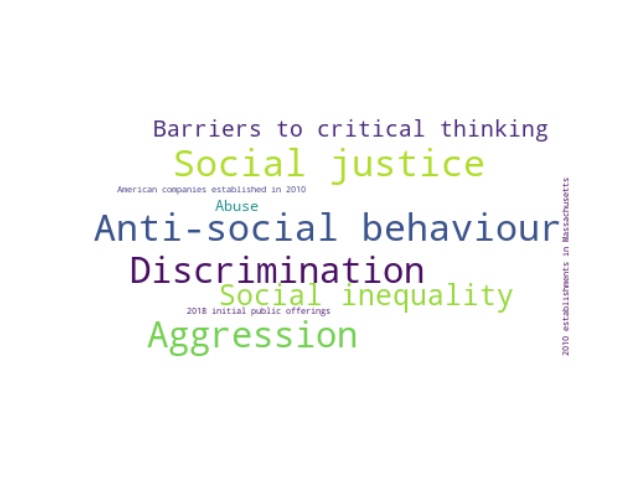 Barriers to critical thinking
Social justice
American companies established in 2010
Abuse
Anti-social behaviour
Discrimination
Social inequality
2018 initial public offerings
Aggression
2010 establishments in Massachusetts